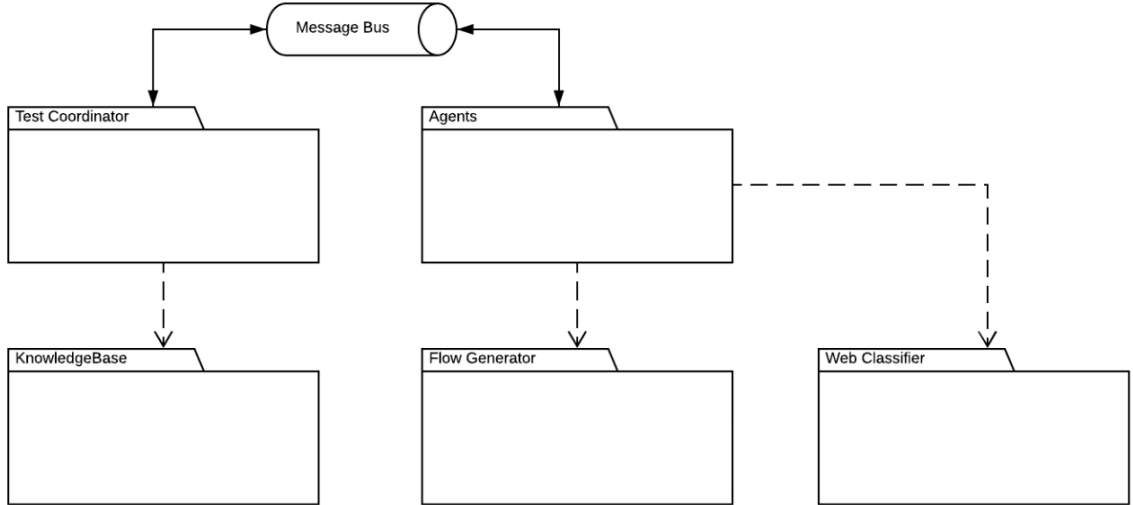 Message Bus
Test Coordinator
Agents
KnowledgeBase
Flow Generator
Web Classifier